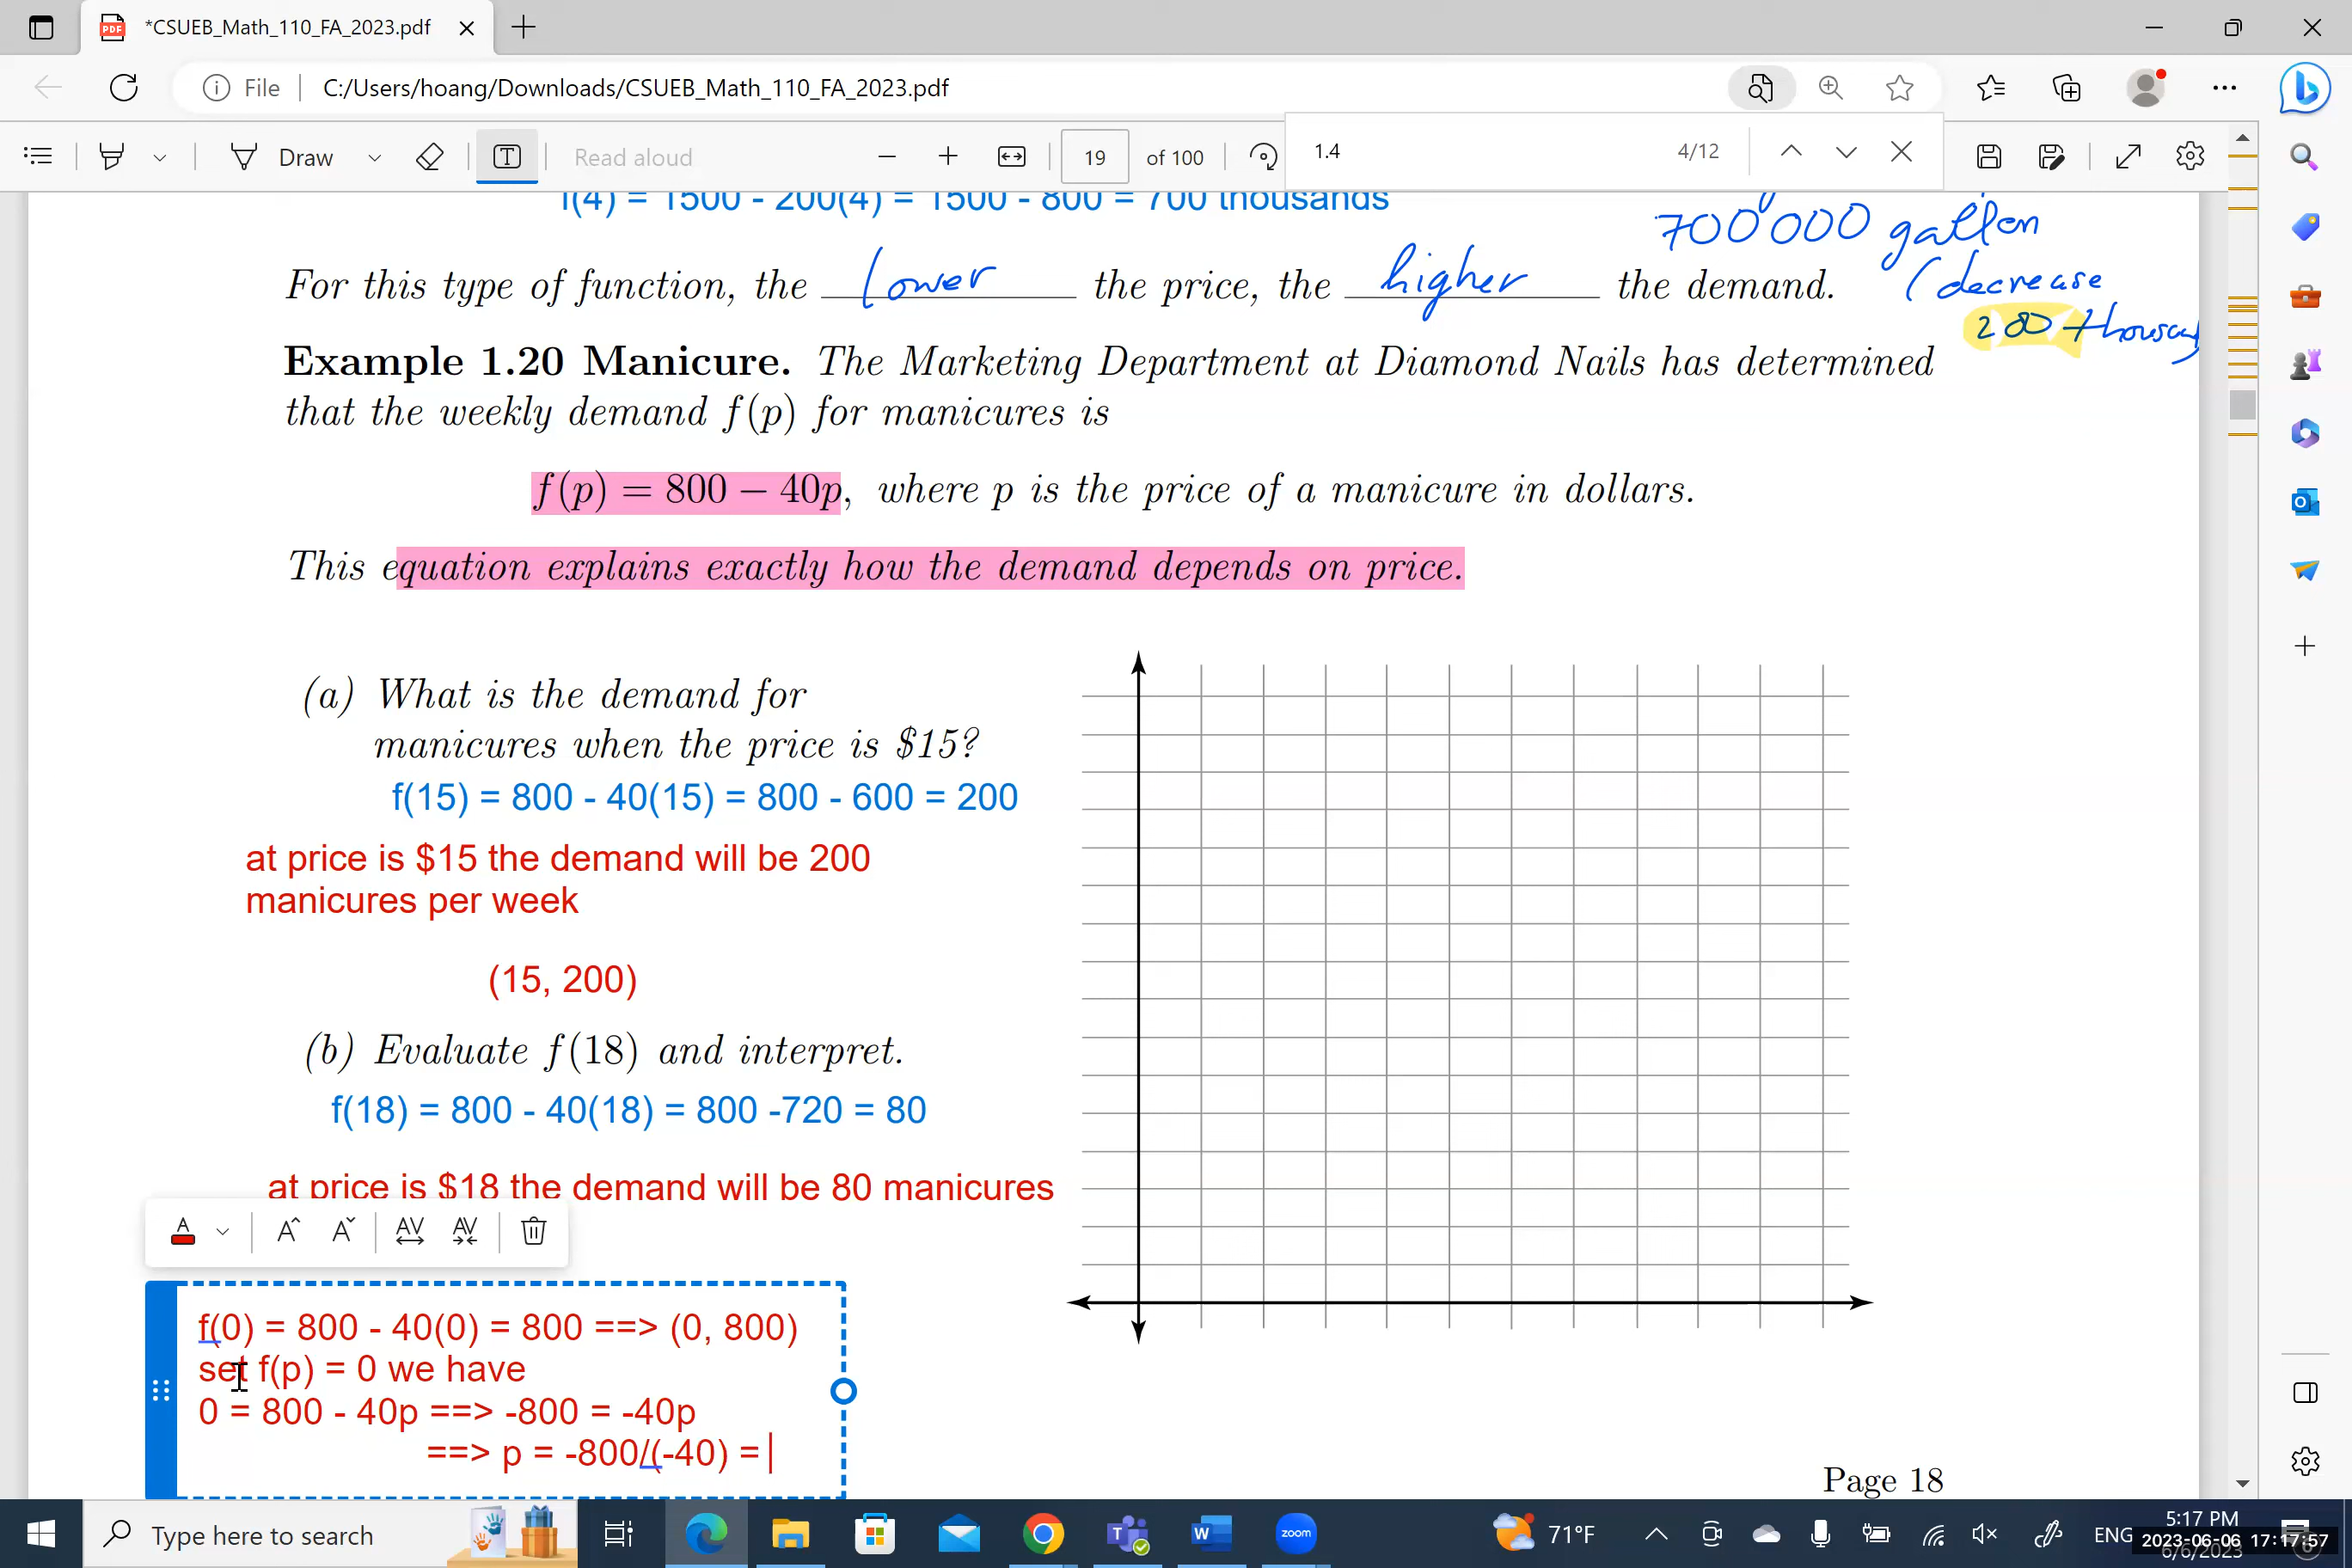 *CSUEB_Math_110_FA_2023.pdf
File
C:/Users/hoang/Downloads/CSUEB_Math_110_FA_2023.pdf
Draw
Read aloud
19 of 100
1.4
4/12
f(4) = 1500 - 200(4) = 1500 - 800 = 700 thousands
700'000 gallon
For this type of function, the lower the price, the higher the demand.
(decrease
200 thousand
Example 1.20 Manicure. The Marketing Department at Diamond Nails has determined
that the weekly demand f(p) for manicures is
f(p) = 800 − 40p, where p is the price of a manicure in dollars.
This equation explains exactly how the demand depends on price.
(a) What is the demand for
manicures when the price is $15?
f(15) = 800 - 40(15) = 800 - 600 = 200
at price is $15 the demand will be 200
manicures per week
(15, 200)
(b) Evaluate f(18) and interpret.
f(18) = 800 - 40(18) = 800 -720 = 80
at price is $18 the demand will be 80 manicures
f(0) = 800 - 40(0) = 800 ==> (0, 800)
set f(p) = 0 we have
0 = 800 - 40p ==> -800 = -40p
==> p = -800/(-40) =
Page 18
Type here to search
zoom
71°F
ENG
5:17 PM
2023-06-06 17:17:57
6/6/2023